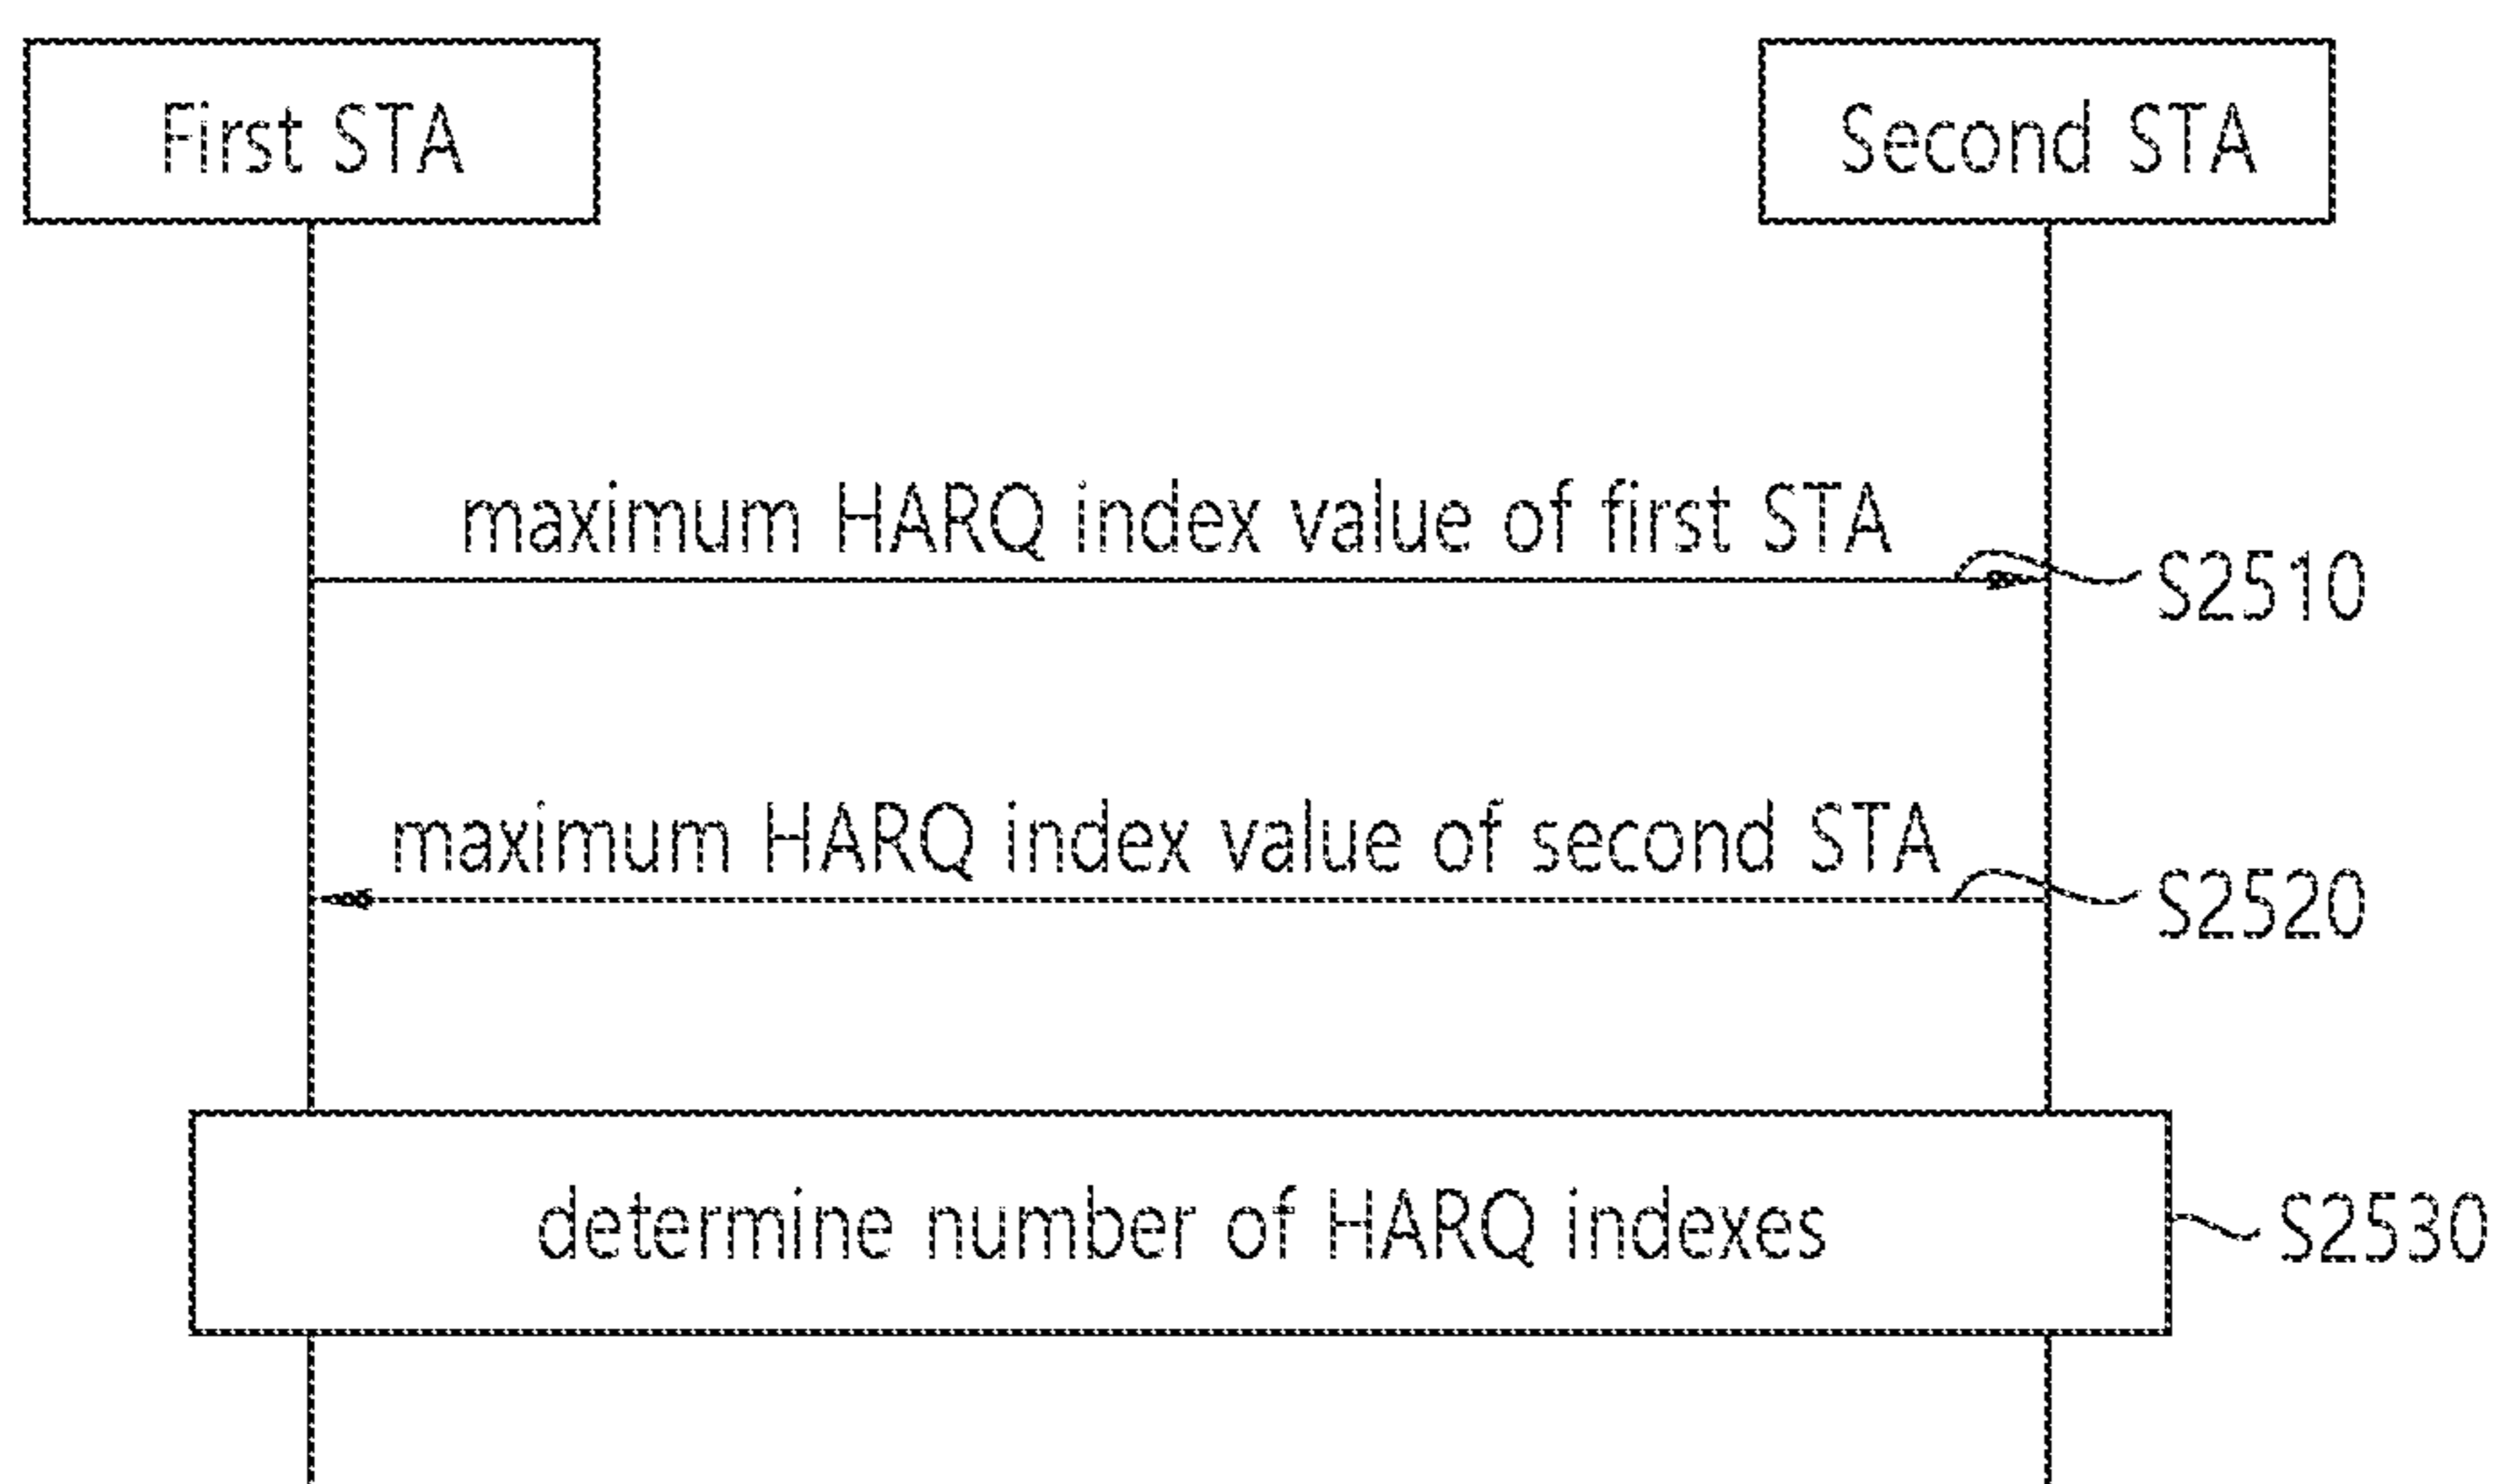 First STA
Second STA
maximum HARQ index value of first STA
S2510
maximum HARQ index value of second STA
S2520
determine number of HARQ indexes
S2530